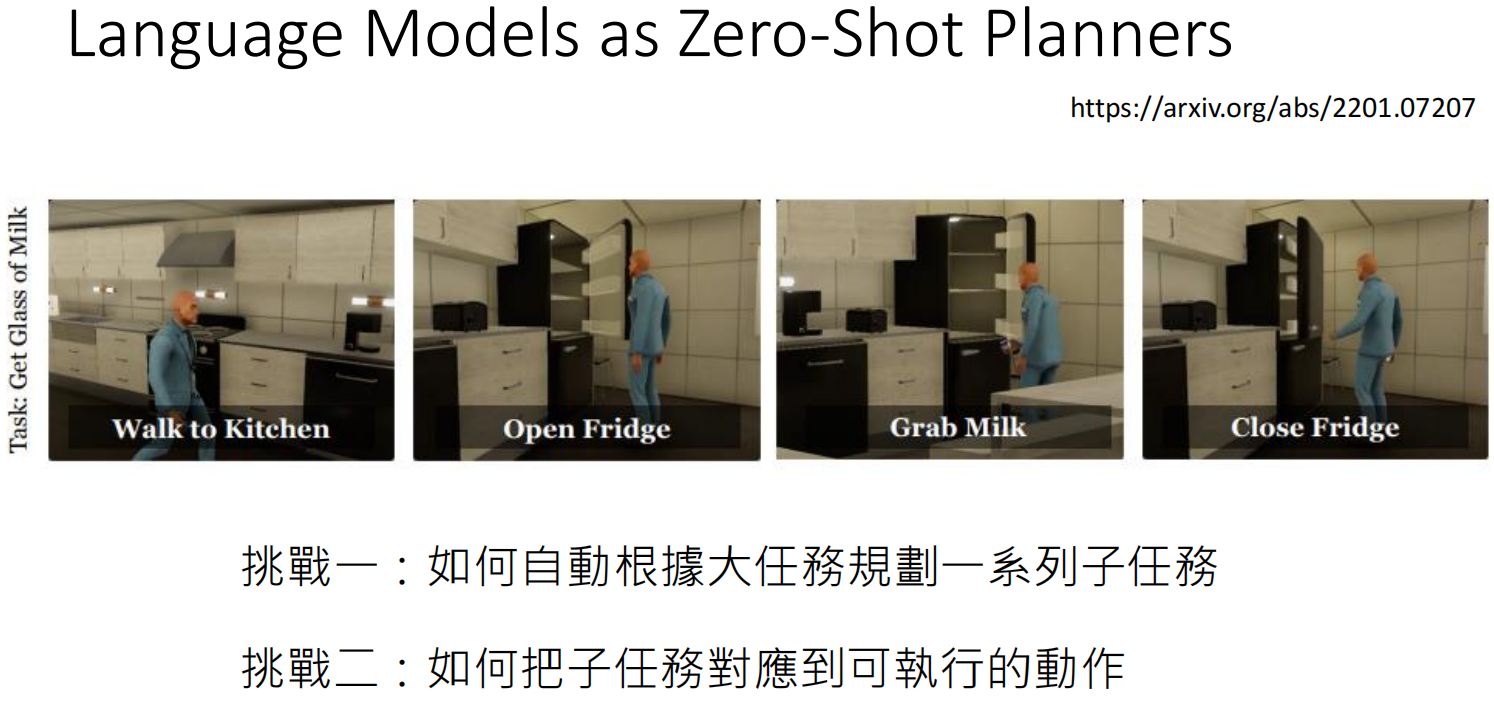 Language Models as Zero-Shot Planners
https://arxiv.org/abs/2201.07207
Task: Get Glass of Milk
Walk to Kitchen
Open Fridge
Grab Milk
Close Fridge
挑戰一：如何自動根據大任務規劃一系列子任務
挑戰二：如何把子任務對應到可執行的動作